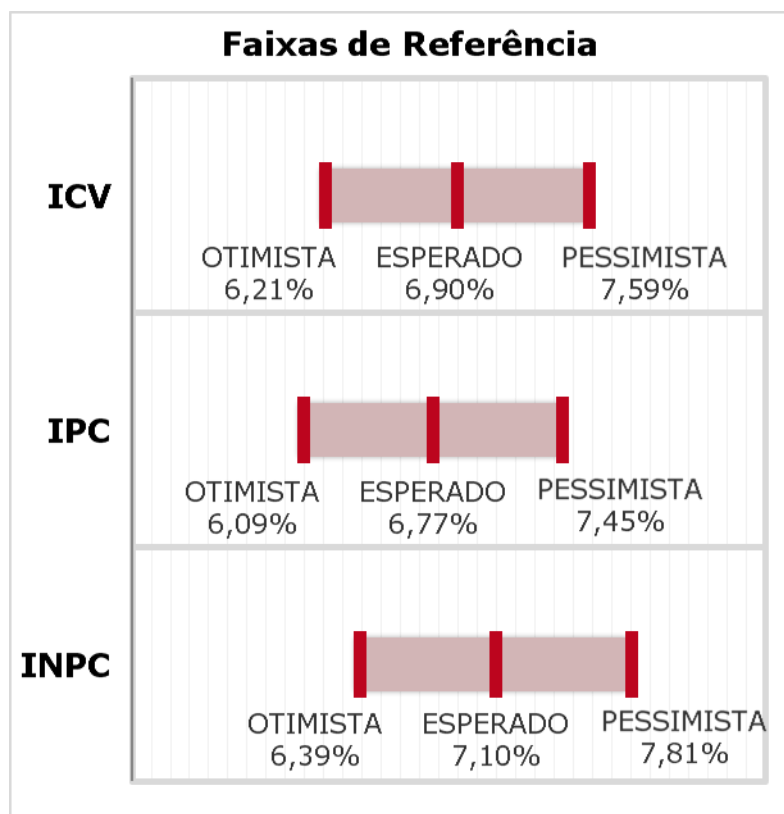 Faixas de Referência
ICV
OTIMISTA ESPERADO PESSIMISTA
6,21% 6,90% 7,59%
IPC
OTIMISTA ESPERADO PESSIMISTA
6,09% 6,77% 7,45%
INPC
OTIMISTA ESPERADO PESSIMISTA
6,39% 7,10% 7,81%